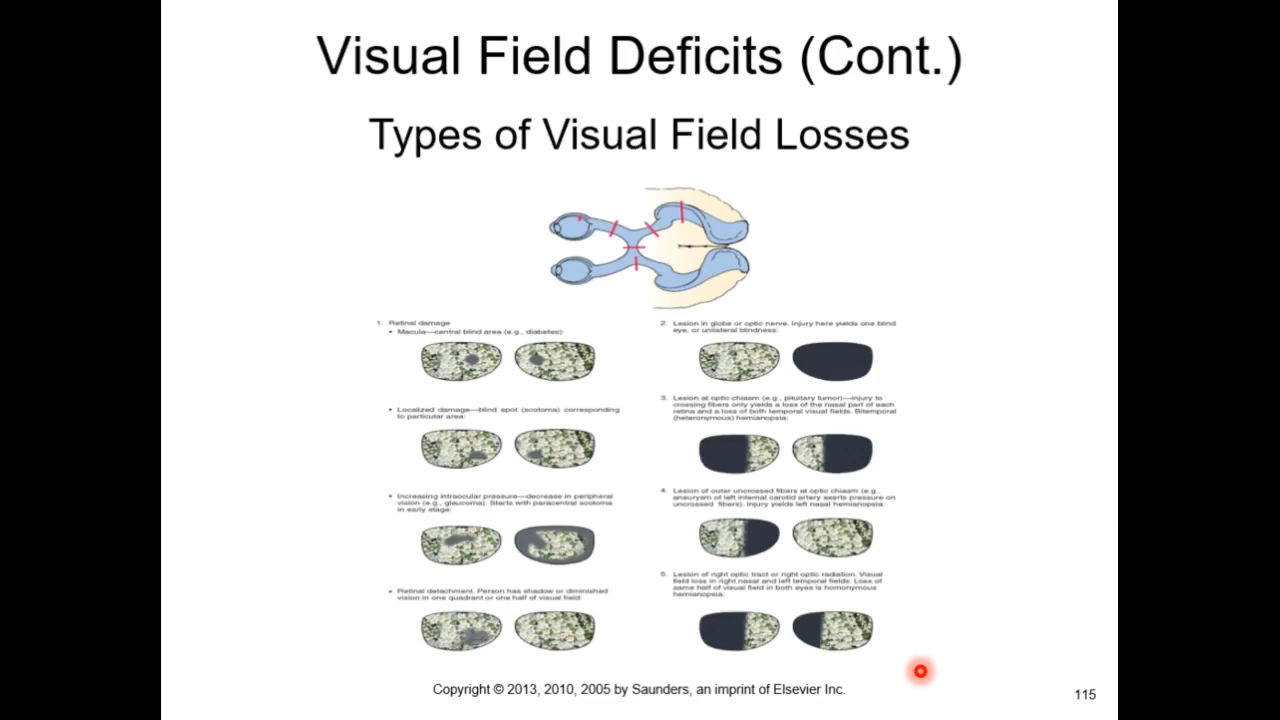 Visual Field Deficits (Cont.)
Types of Visual Field Losses
1. Retinal damage
• Macula—central blind area (e.g., diabetes):
• Localized damage—blind spot (scotoma) corresponding
to particular area:
• Increasing intraocular pressure—decrease in peripheral
vision (e.g., glaucoma). Starts with paracentral scotoma
in early stage:
• Retinal detachment. Person has shadow or diminished
vision in one quadrant or one half of visual field:
2. Lesion in globe or optic nerve. Injury here yields one blind
eye, or unilateral blindness:
3. Lesion at optic chiasm (e.g., pituitary tumor)—injury to
crossing fibers only yields a loss of the nasal part of each
retina and a loss of both temporal visual fields. Bitemporal
(heteronymous) hemianopsia:
4. Lesion of outer uncrossed fibers at optic chiasm (e.g.,
aneurysm of left internal carotid artery exerts pressure on
uncrossed fibers). Injury yields left nasal hemianopsia:
5. Lesion of right optic tract or right optic radiation. Visual
field loss in right nasal and left temporal fields. Loss of
same half of visual field in both eyes is homonymous
hemianopsia:
Copyright © 2013, 2010, 2005 by Saunders, an imprint of Elsevier Inc.
115